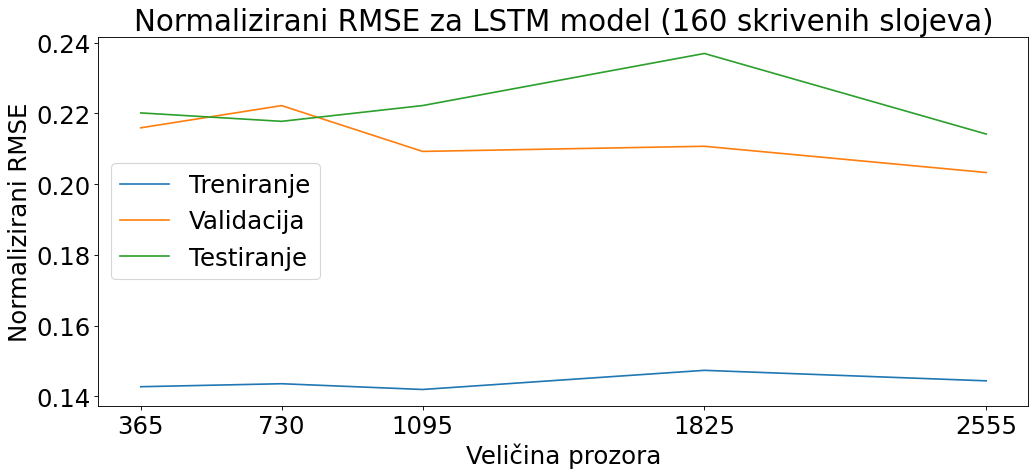 Normalizirani RMSE za LSTM model (160 skrivenih slojeva)
Normalizirani RMSE
0.24
0.22
0.20
0.18
0.16
0.14
Treniranje
Validacija
Testiranje
365 730 1095 1825 2555
Veličina prozora